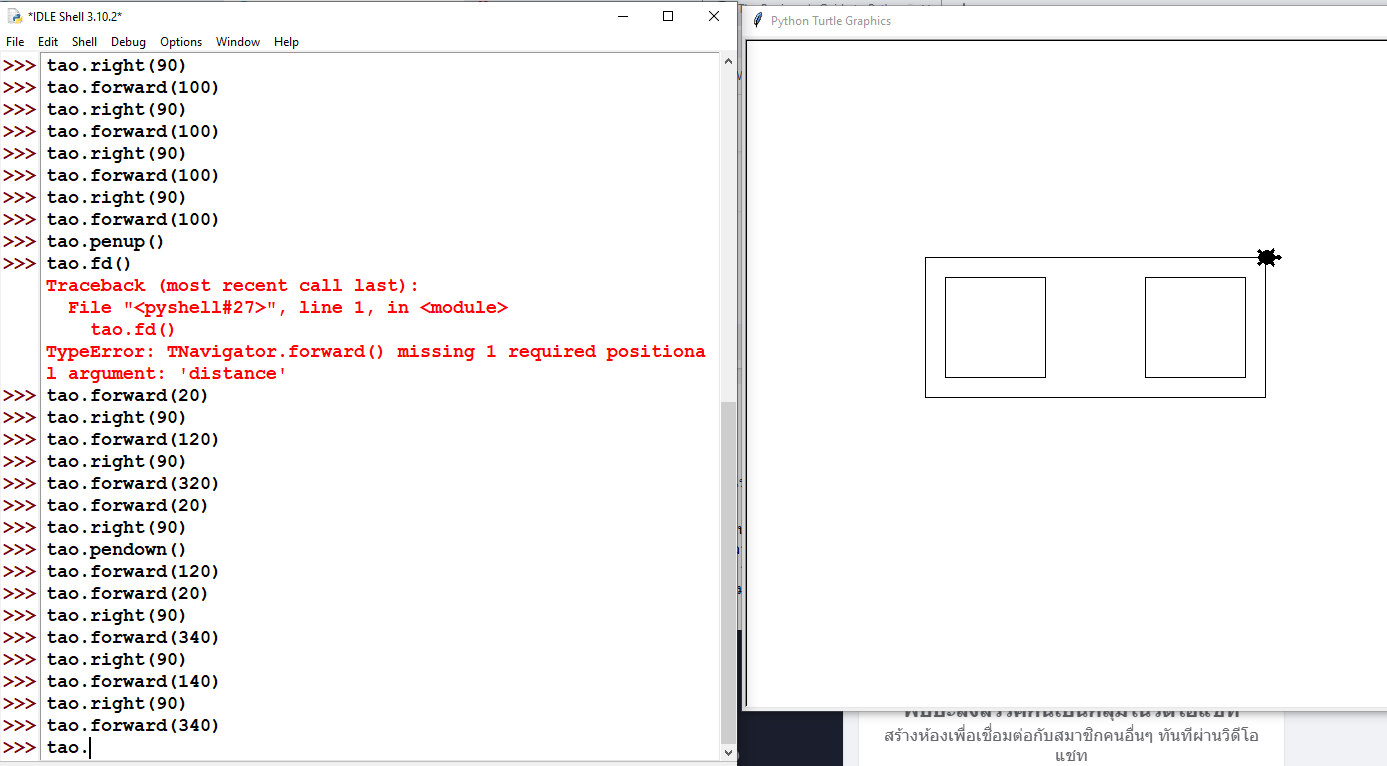 *IDLE Shell 3.10.2*
File Edit Shell Debug Options Window Help
>>> tao.right(90)
>>> tao.forward(100)
>>> tao.right(90)
>>> tao.forward(100)
>>> tao.right(90)
>>> tao.forward(100)
>>> tao.right(90)
>>> tao.forward(100)
>>> tao.penup()
>>> tao.fd()
Traceback (most recent call last):
  File "<pyshell#27>", line 1, in <module>
    tao.fd()
TypeError: TNavigator.forward() missing 1 required positiona
l argument: 'distance'
>>> tao.forward(20)
>>> tao.right(90)
>>> tao.forward(120)
>>> tao.right(90)
>>> tao.forward(320)
>>> tao.forward(20)
>>> tao.right(90)
>>> tao.pendown()
>>> tao.forward(120)
>>> tao.forward(20)
>>> tao.right(90)
>>> tao.forward(340)
>>> tao.right(90)
>>> tao.forward(140)
>>> tao.right(90)
>>> tao.forward(340)
>>> tao.
Python Turtle Graphics
สร้างห้องเพื่อเชื่อมต่อกับสมาชิกคนอื่นๆ ทันทีผ่านวิดีโอ
แชท